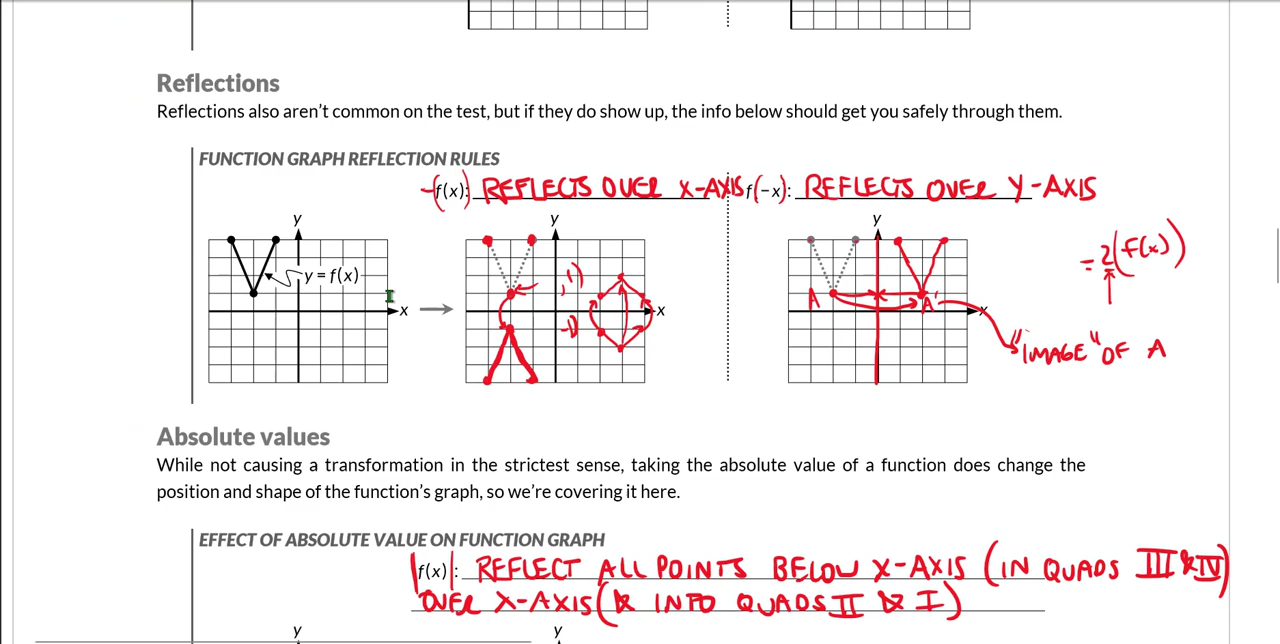 Reflections
Reflections also aren't common on the test, but if they do show up, the info below should get you safely through them.
FUNCTION GRAPH REFLECTION RULES
-f(x): REFLECTS OVER X-AXIS f(-x): REFLECTS OVER Y-AXIS
y y y
= 2(f(x))
y = f(x)
A A'
x x x
"IMAGE" OF A
Absolute values
While not causing a transformation in the strictest sense, taking the absolute value of a function does change the
position and shape of the function's graph, so we're covering it here.
EFFECT OF ABSOLUTE VALUE ON FUNCTION GRAPH
|f(x)|: REFLECT ALL POINTS BELOW X-AXIS (IN QUADS III & IV)
OVER X-AXIS (& INTO QUADS II & I)
y y